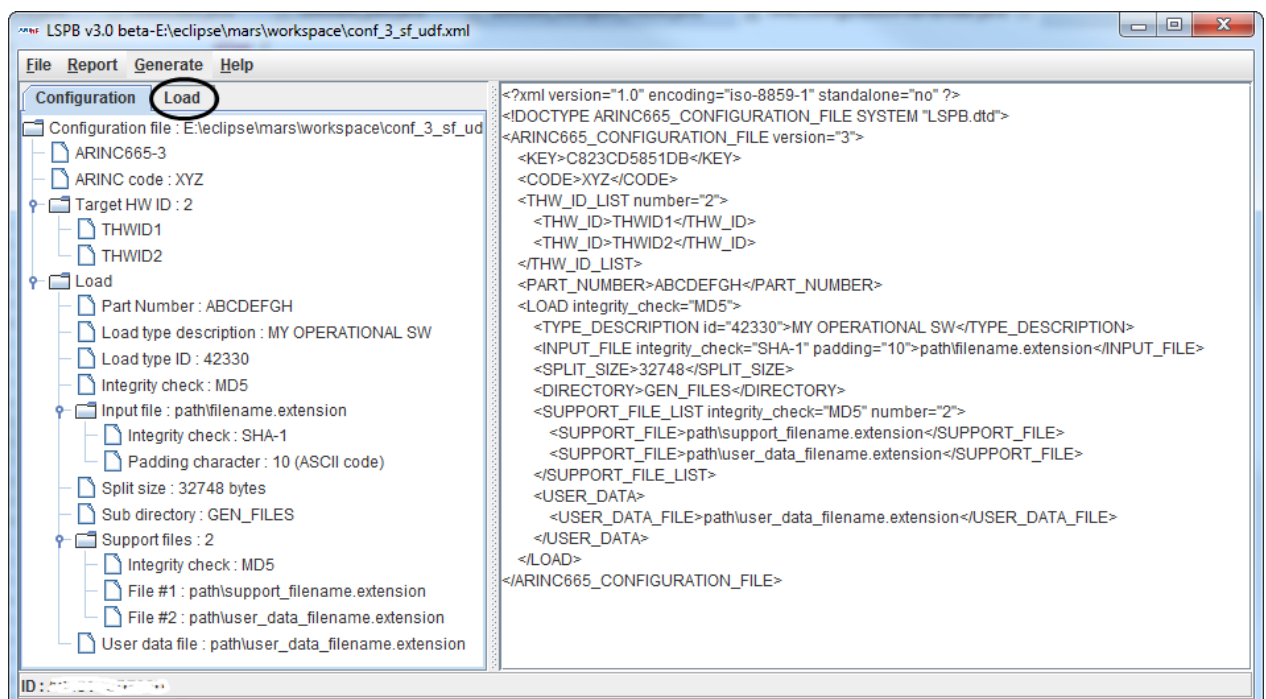 LSPB v3.0 beta-E:\eclipse\mars\workspace\conf_3_sf_udf.xml
File Report Generate Help
Configuration Load
Configuration file : E:\eclipse\mars\workspace\conf_3_sf_ud
ARINC665-3
ARINC code : XYZ
Target HW ID : 2
THWID1
THWID2
Load
Part Number : ABCDEFGH
Load type description : MY OPERATIONAL SW
Load type ID : 42330
Integrity check : MD5
Input file : path\filename.extension
Integrity check : SHA-1
Padding character : 10 (ASCII code)
Split size : 32748 bytes
Sub directory : GEN_FILES
Support files : 2
Integrity check : MD5
File #1 : path\support_filename.extension
File #2 : path\user_data_filename.extension
User data file : path\user_data_filename.extension
<?xml version="1.0" encoding="iso-8859-1" standalone="no" ?>
<!DOCTYPE ARINC665_CONFIGURATION_FILE SYSTEM "LSPB.dtd">
<ARINC665_CONFIGURATION_FILE version="3">
<KEY>C823CD5851DB</KEY>
<CODE>XYZ</CODE>
<THW_ID_LIST number="2">
<THW_ID>THWID1</THW_ID>
<THW_ID>THWID2</THW_ID>
</THW_ID_LIST>
<PART_NUMBER>ABCDEFGH</PART_NUMBER>
<LOAD integrity_check="MD5">
<TYPE_DESCRIPTION id="42330">MY OPERATIONAL SW</TYPE_DESCRIPTION>
<INPUT_FILE integrity_check="SHA-1" padding="10">path\filename.extension</INPUT_FILE>
<SPLIT_SIZE>32748</SPLIT_SIZE>
<DIRECTORY>GEN_FILES</DIRECTORY>
<SUPPORT_FILE_LIST integrity_check="MD5" number="2">
<SUPPORT_FILE>path\support_filename.extension</SUPPORT_FILE>
<SUPPORT_FILE>path\user_data_filename.extension</SUPPORT_FILE>
</SUPPORT_FILE_LIST>
<USER_DATA>
<USER_DATA_FILE>path\user_data_filename.extension</USER_DATA_FILE>
</USER_DATA>
</LOAD>
</ARINC665_CONFIGURATION_FILE>
ID :